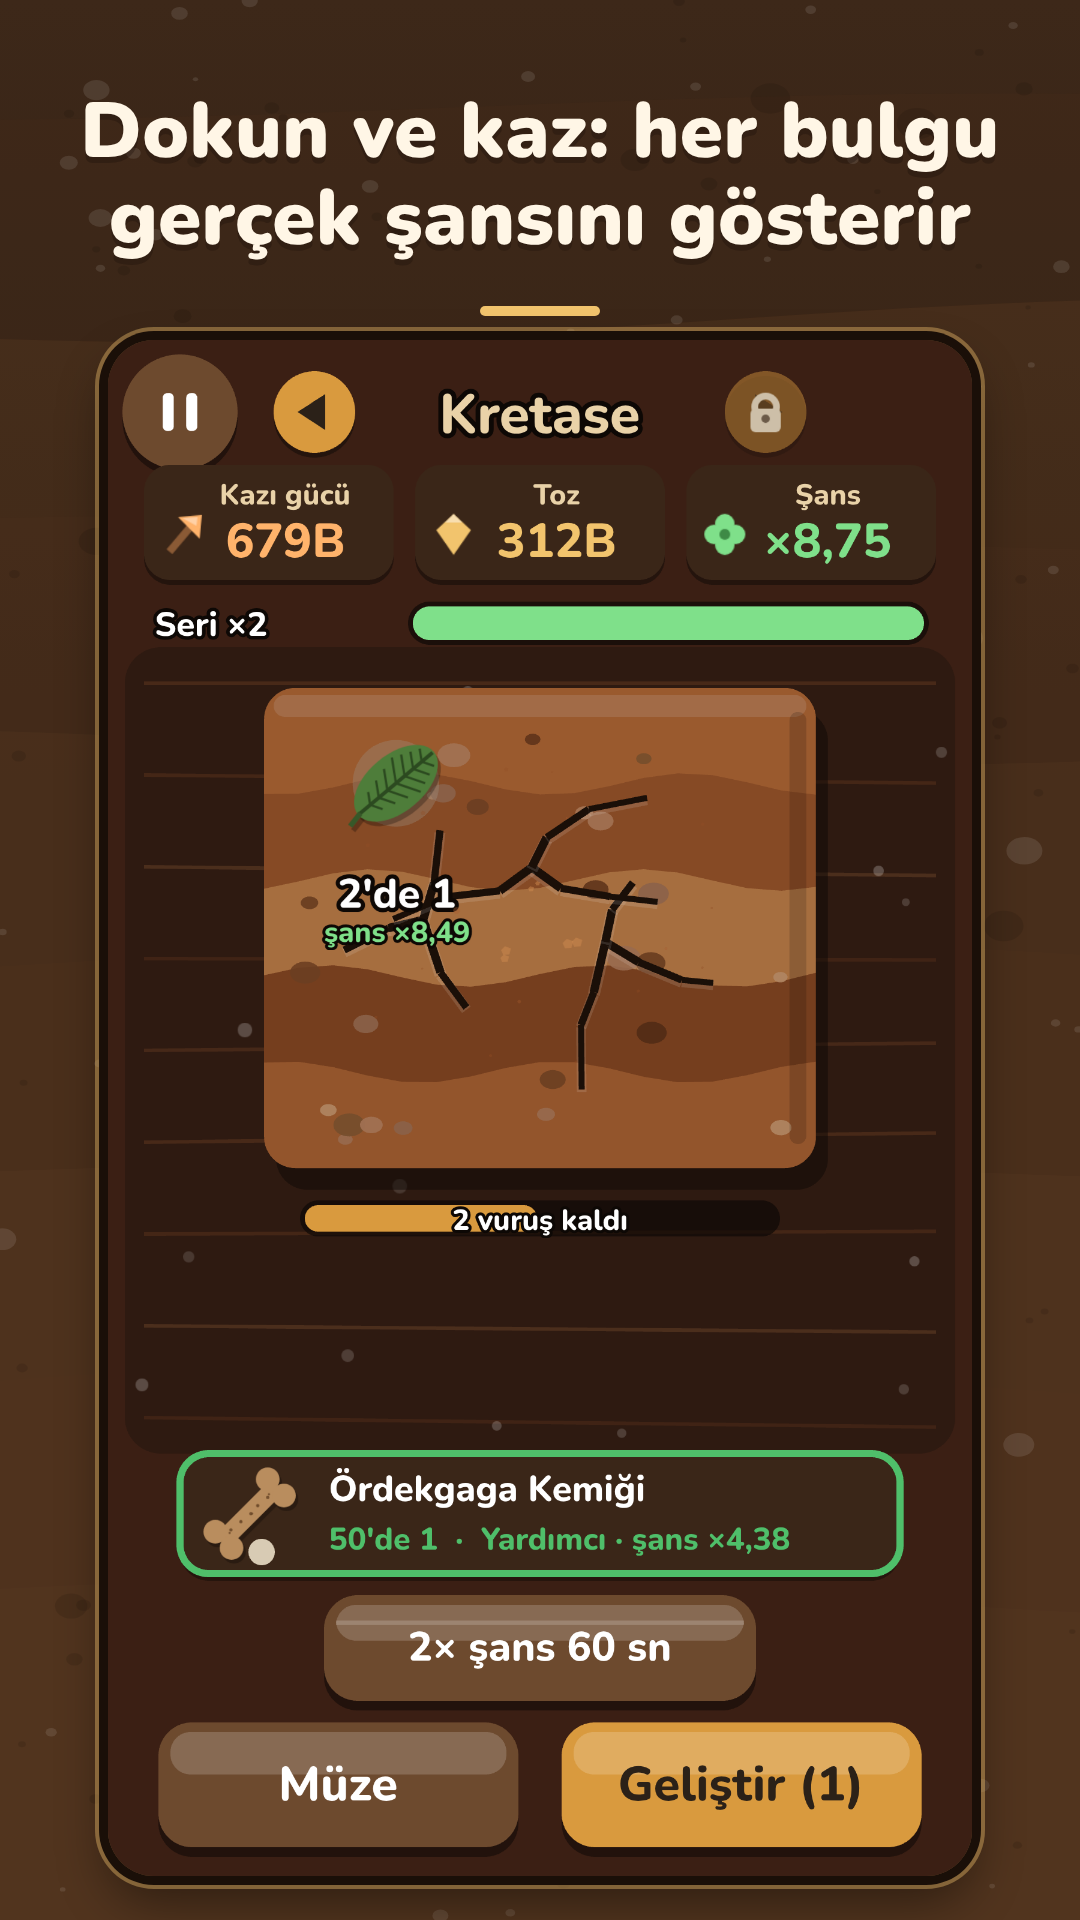 Dokun ve kaz: her bulgu
gerçek şansını gösterir
Kretase
Kazı gücü
679B
Toz
312B
Şans
×8,75
Seri ×2
2'de 1
şans ×8,49
2 vuruş kaldı
Ördekgaga Kemiği
50'de 1 · Yardımcı · şans ×4,38
2× şans 60 sn
Müze
Geliştir (1)